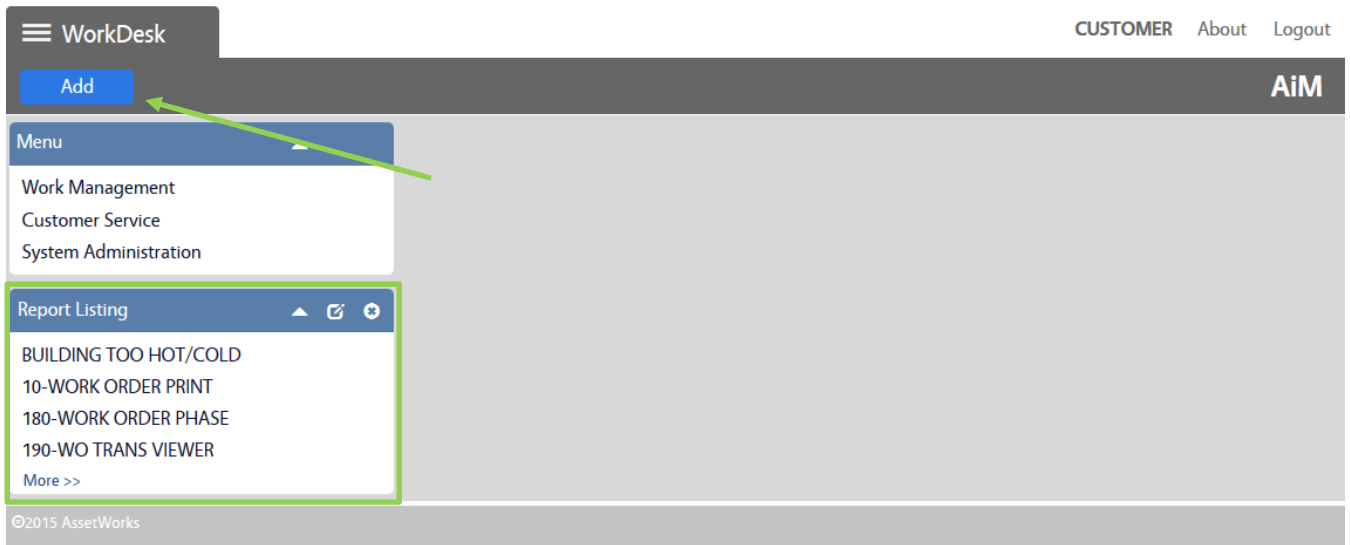 WorkDesk
CUSTOMER About Logout
Add
AiM
Menu
Work Management
Customer Service
System Administration
Report Listing
BUILDING TOO HOT/COLD
10-WORK ORDER PRINT
180-WORK ORDER PHASE
190-WO TRANS VIEWER
More >>
©2015 AssetWorks